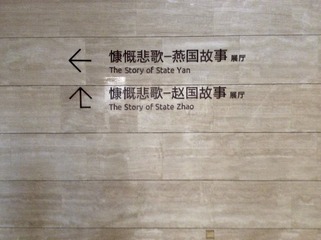 慷慨悲歌—燕国故事 展厅
The Story of State Yan
慷慨悲歌—赵国故事 展厅
The Story of State Zhao